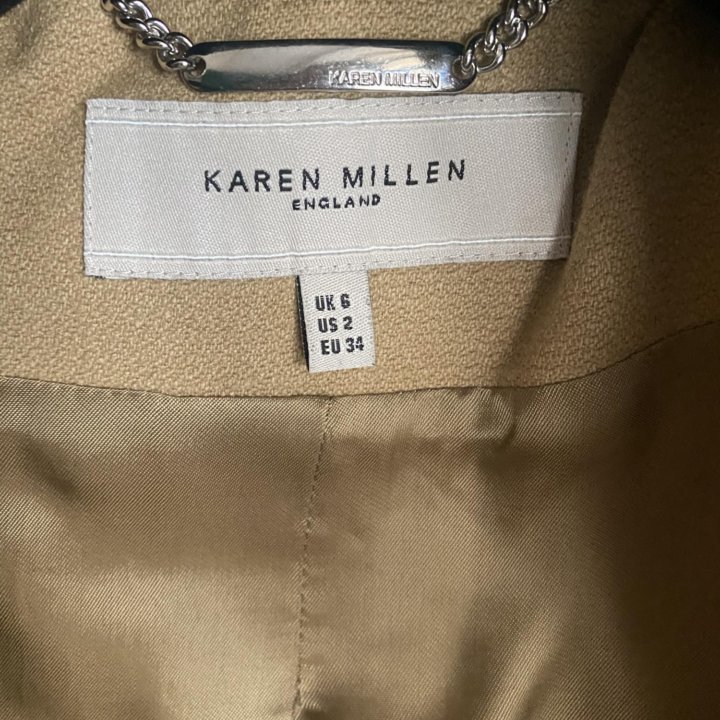 KAREN MILLEN
KAREN MILLEN
ENGLAND
UK 6
US 2
EU 34